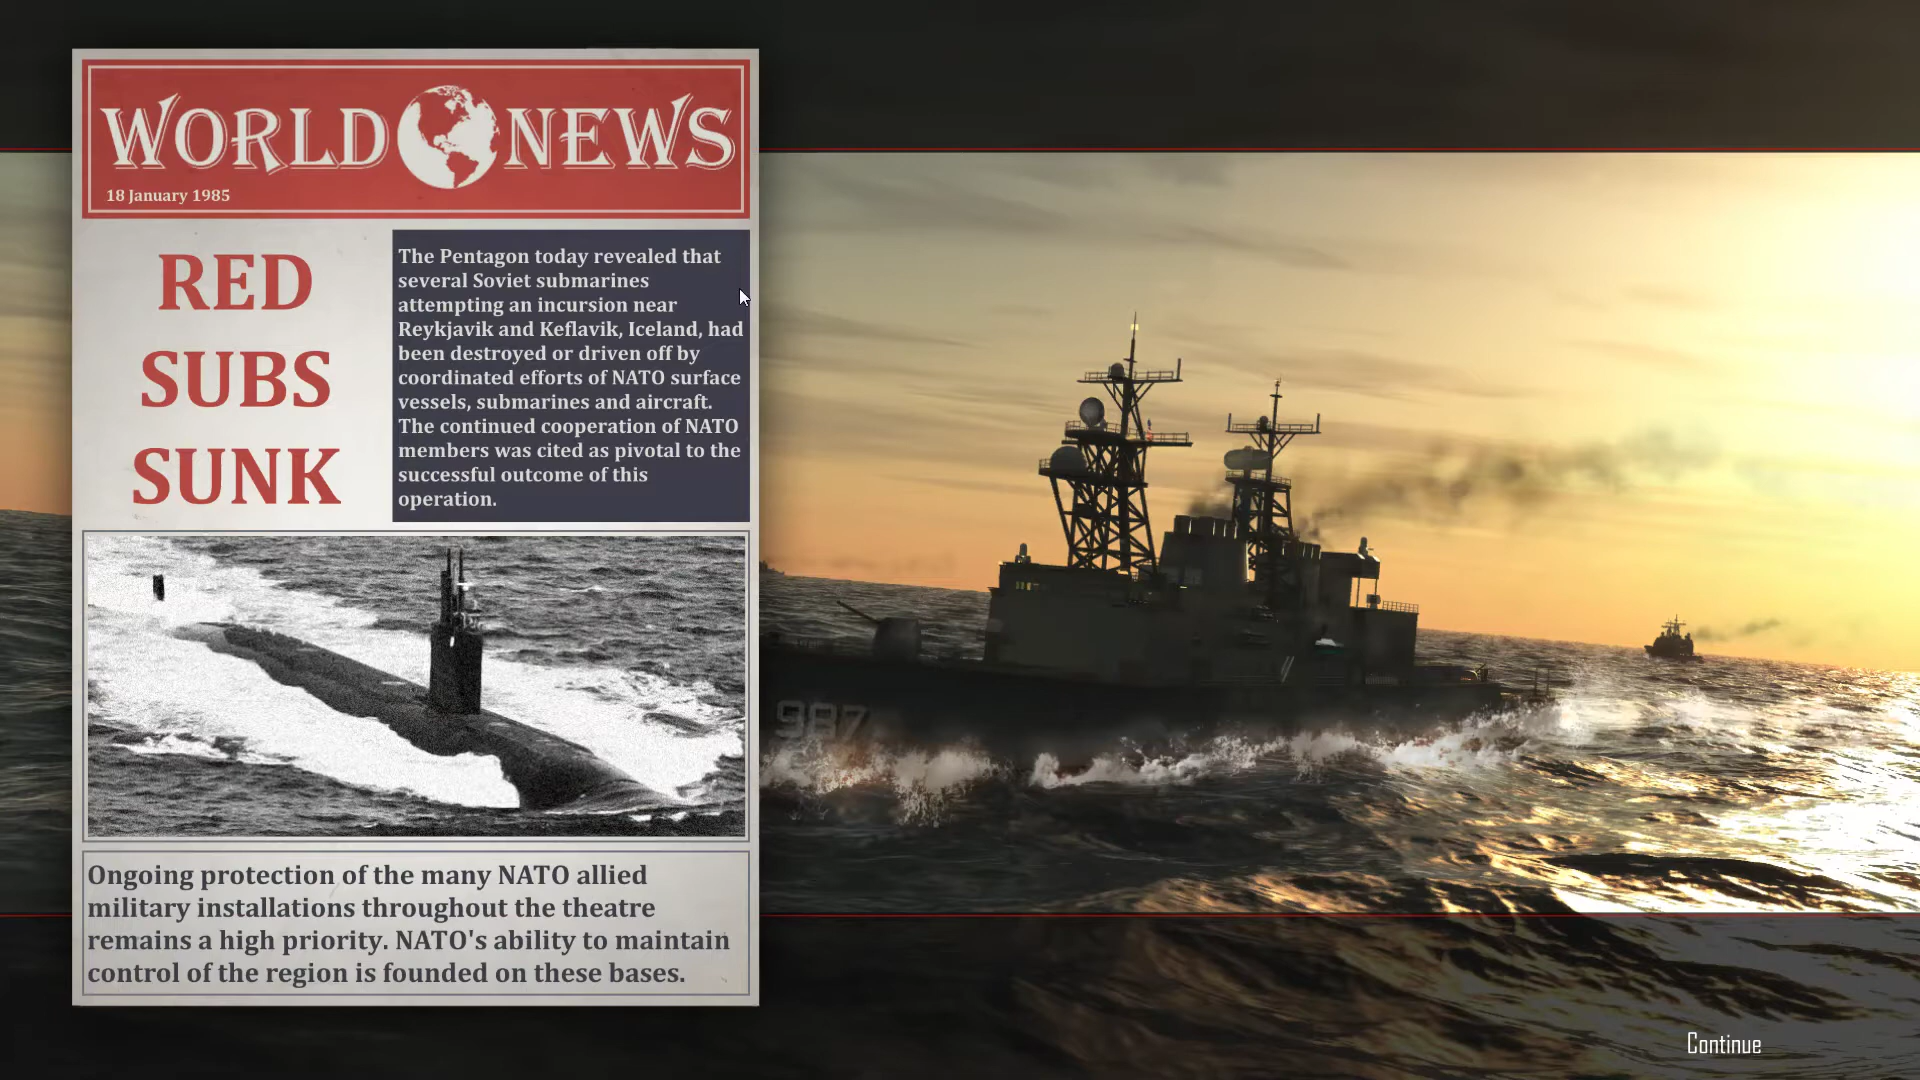 WORLD NEWS
18 January 1985
RED
SUBS
SUNK
The Pentagon today revealed that
several Soviet submarines
attempting an incursion near
Reykjavik and Keflavik, Iceland, had
been destroyed or driven off by
coordinated efforts of NATO surface
vessels, submarines and aircraft.
The continued cooperation of NATO
members was cited as pivotal to the
successful outcome of this
operation.
Ongoing protection of the many NATO allied
military installations throughout the theatre
remains a high priority. NATO's ability to maintain
control of the region is founded on these bases.
987
Continue